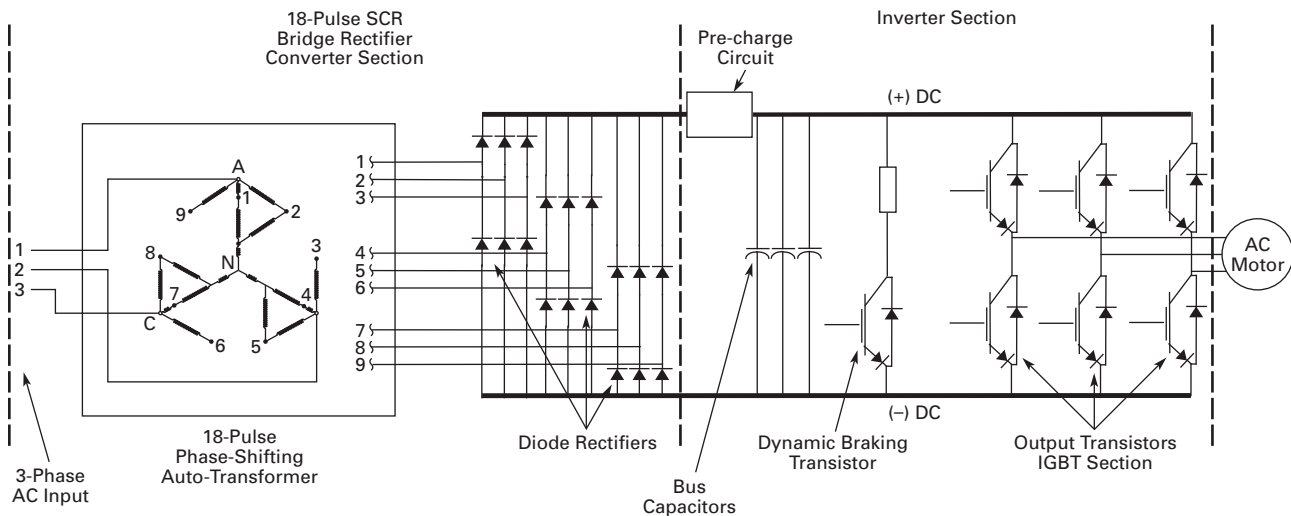 18-Pulse SCR
Bridge Rectifier
Converter Section
Inverter Section
Pre-charge
Circuit
(+) DC
A
1
9
2
N
8
3
7
4
C
6
5
1
2
3
1
2
3
4
5
6
7
8
9
AC
Motor
(–) DC
3-Phase
AC Input
18-Pulse
Phase-Shifting
Auto-Transformer
Diode Rectifiers
Bus
Capacitors
Dynamic Braking
Transistor
Output Transistors
IGBT Section